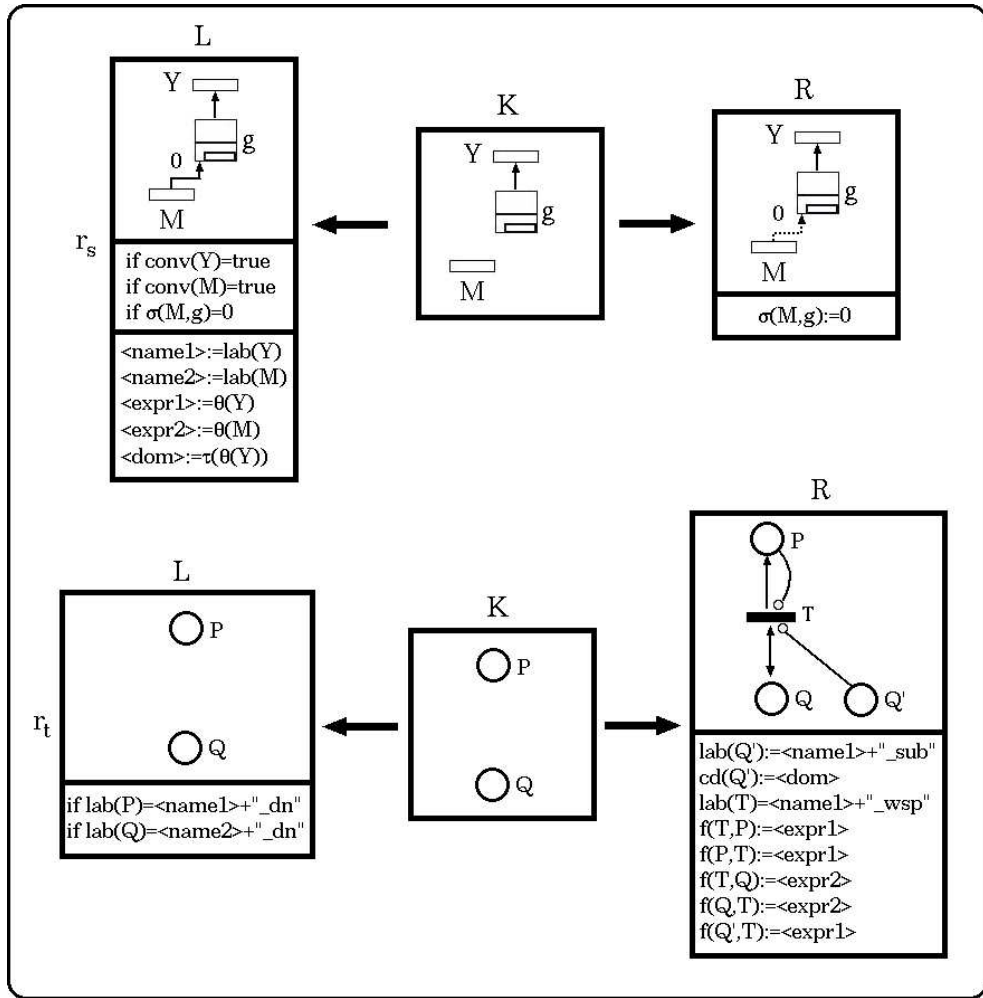 L
Y
g
0
M
r_s
if conv(Y)=true
if conv(M)=true
if σ(M,g)=0
<name1>:=lab(Y)
<name2>:=lab(M)
<expr1>:=θ(Y)
<expr2>:=θ(M)
<dom>:=τ(θ(Y))
K
Y
g
M
R
Y
g
0
M
σ(M,g):=0
L
P
Q
r_t
if lab(P)=<name1>+"_dn"
if lab(Q)=<name2>+"_dn"
K
P
Q
R
P
T
Q
Q'
lab(Q'):=<name1>+"_sub"
cd(Q'):=<dom>
lab(T):=<name1>+"_wsp"
f(T,P):=<expr1>
f(P,T):=<expr1>
f(T,Q):=<expr2>
f(Q,T):=<expr2>
f(Q',T):=<expr1>